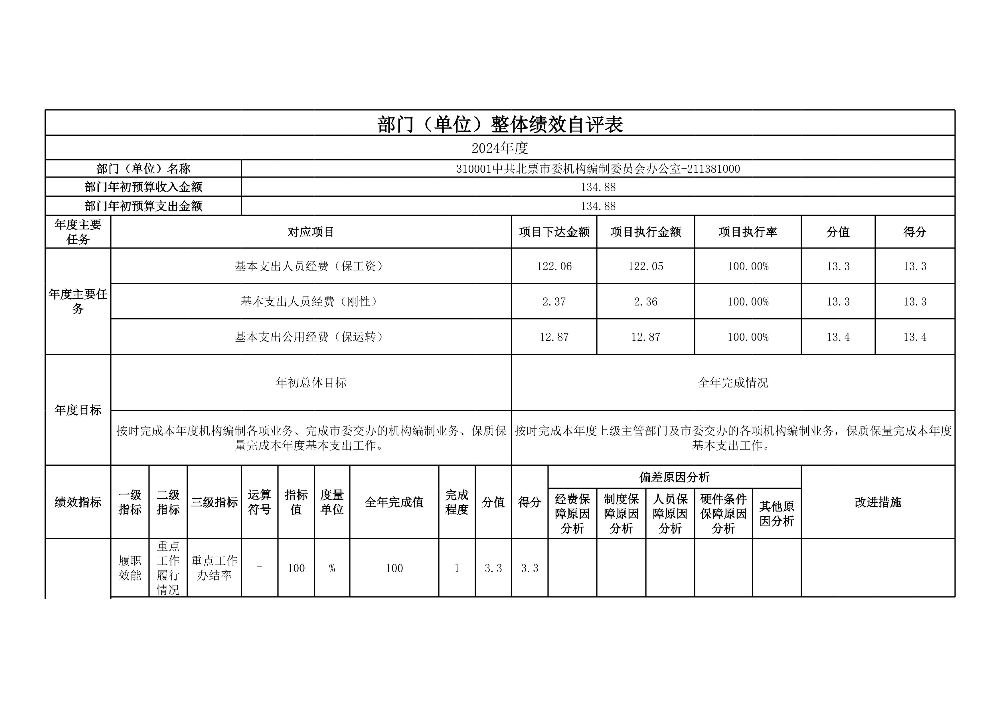 部门（单位）整体绩效自评表
2024年度
部门（单位）名称 310001中共北票市委机构编制委员会办公室-211381000
部门年初预算收入金额 134.88
部门年初预算支出金额 134.88
年度主要
任务
对应项目 项目下达金额 项目执行金额 项目执行率 分值 得分
年度主要任
务
基本支出人员经费（保工资） 122.06 122.05 100.00% 13.3 13.3
基本支出人员经费（刚性） 2.37 2.36 100.00% 13.3 13.3
基本支出公用经费（保运转） 12.87 12.87 100.00% 13.4 13.4
年度目标
年初总体目标 全年完成情况
按时完成本年度机构编制各项业务、完成市委交办的机构编制业务、保质保
量完成本年度基本支出工作。
按时完成本年度上级主管部门及市委交办的各项机构编制业务，保质保量完成本年度
基本支出工作。
绩效指标
一级
指标
二级
指标
三级指标
运算
符号
指标
值
度量
单位
全年完成值
完成
程度
分值
得分
偏差原因分析
经费保
障原因
分析
制度保
障原因
分析
人员保
障原因
分析
硬件条件
保障原因
分析
其他原
因分析
改进措施
履职
效能
重点
工作
履行
情况
重点工作
办结率
= 100 % 100 1 3.3 3.3